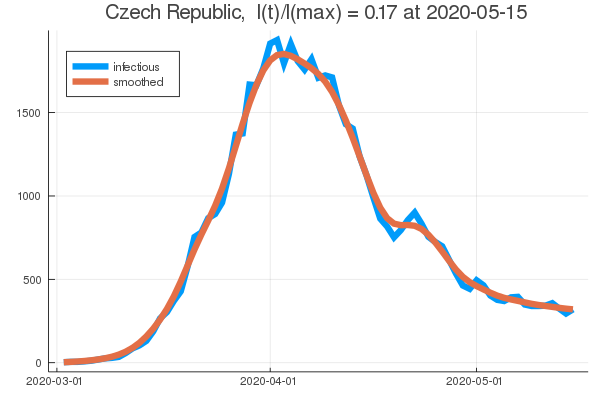 Czech Republic,  I(t)/I(max) = 0.17 at 2020-05-15
infectious
smoothed
1500
1000
500
0
2020-03-01 2020-04-01 2020-05-01